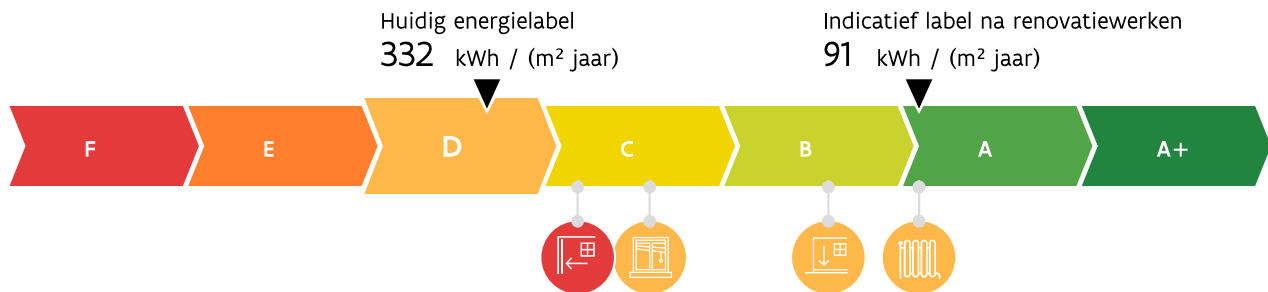 Huidig energielabel
332 kWh / (m² jaar)
Indicatief label na renovatiewerken
91 kWh / (m² jaar)
F E D C B A A+